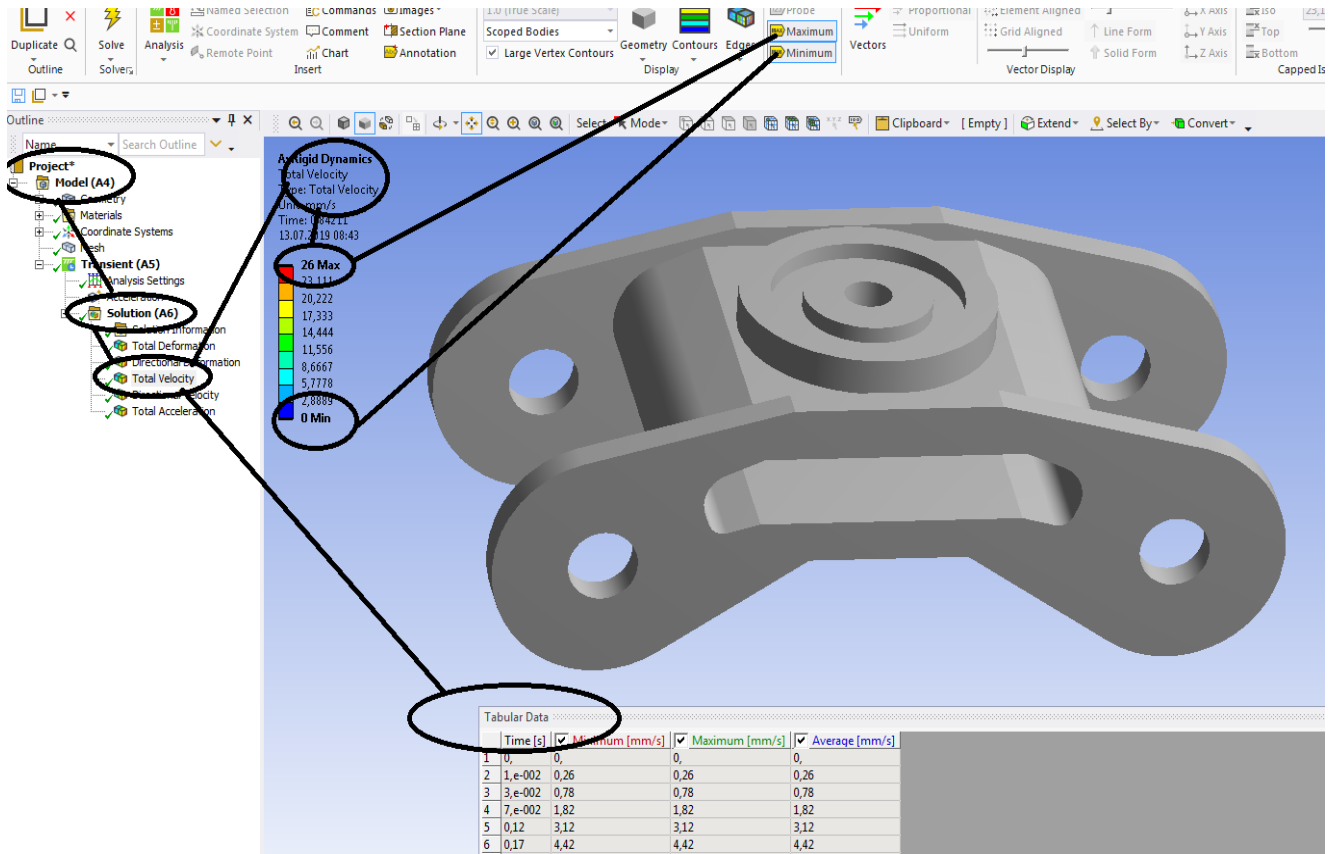 Named Selection
Commands
Images
1.0 (True Scale)
Probe
Proportional
Element Aligned
X Axis
Iso
23,1
Coordinate System
Comment
Section Plane
Scoped Bodies
Maximum
Uniform
Grid Aligned
Line Form
Y Axis
Top
Duplicate
Solve
Analysis
Remote Point
Chart
Annotation
Large Vertex Contours
Geometry
Contours
Edges
Minimum
Vectors
Solid Form
Z Axis
Bottom
Outline
Solver
Insert
Display
Vector Display
Capped Is
Outline
Select
Mode
Clipboard
[Empty]
Extend
Select By
Convert
Name
Search Outline
Project*
Model (A4)
Geometry
Materials
Coordinate Systems
Mesh
Transient (A5)
Analysis Settings
Acceleration
Solution (A6)
Solution Information
Total Deformation
Directional Deformation
Total Velocity
Directional Velocity
Total Acceleration
A: Rigid Dynamics
Total Velocity
Type: Total Velocity
Unit: mm/s
Time: 0,84211
13.07.2019 08:43
26 Max
23,111
20,222
17,333
14,444
11,556
8,6667
5,7778
2,8889
0 Min
Tabular Data
Time [s] Minimum [mm/s] Maximum [mm/s] Average [mm/s]
1 0, 0, 0, 0,
2 1,e-002 0,26 0,26 0,26
3 3,e-002 0,78 0,78 0,78
4 7,e-002 1,82 1,82 1,82
5 0,12 3,12 3,12 3,12
6 0,17 4,42 4,42 4,42